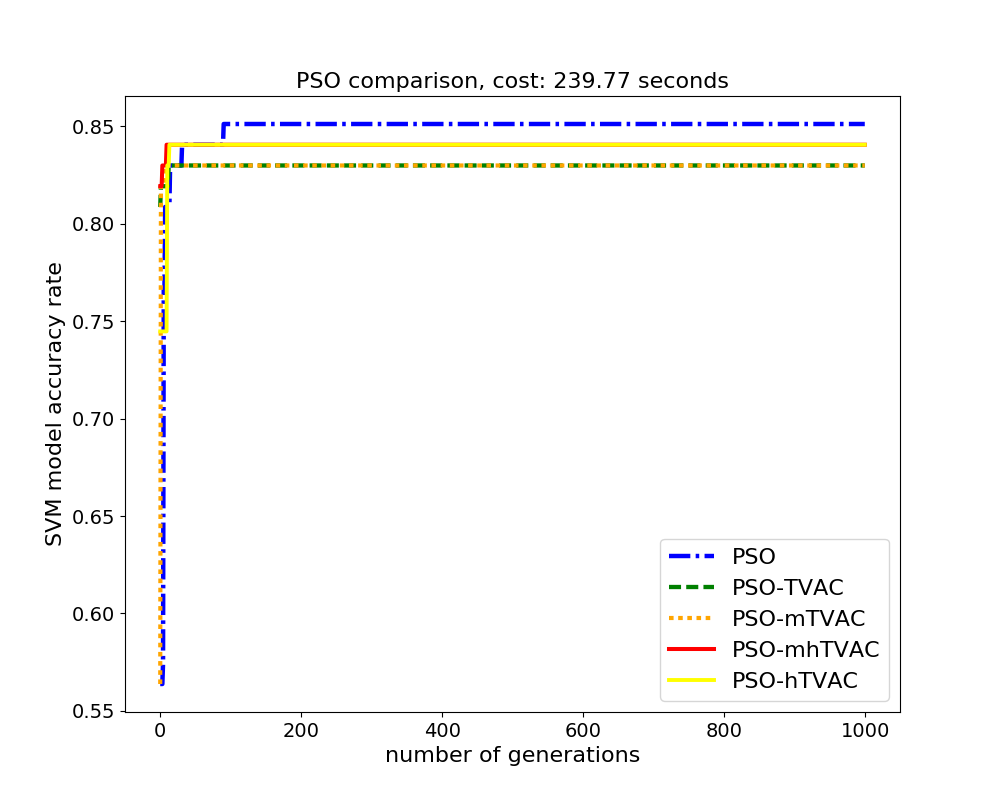 PSO comparison, cost: 239.77 seconds
SVM model accuracy rate
0.85
0.80
0.75
0.70
0.65
0.60
0.55
0 200 400 600 800 1000
number of generations
PSO
PSO-TVAC
PSO-mTVAC
PSO-mhTVAC
PSO-hTVAC